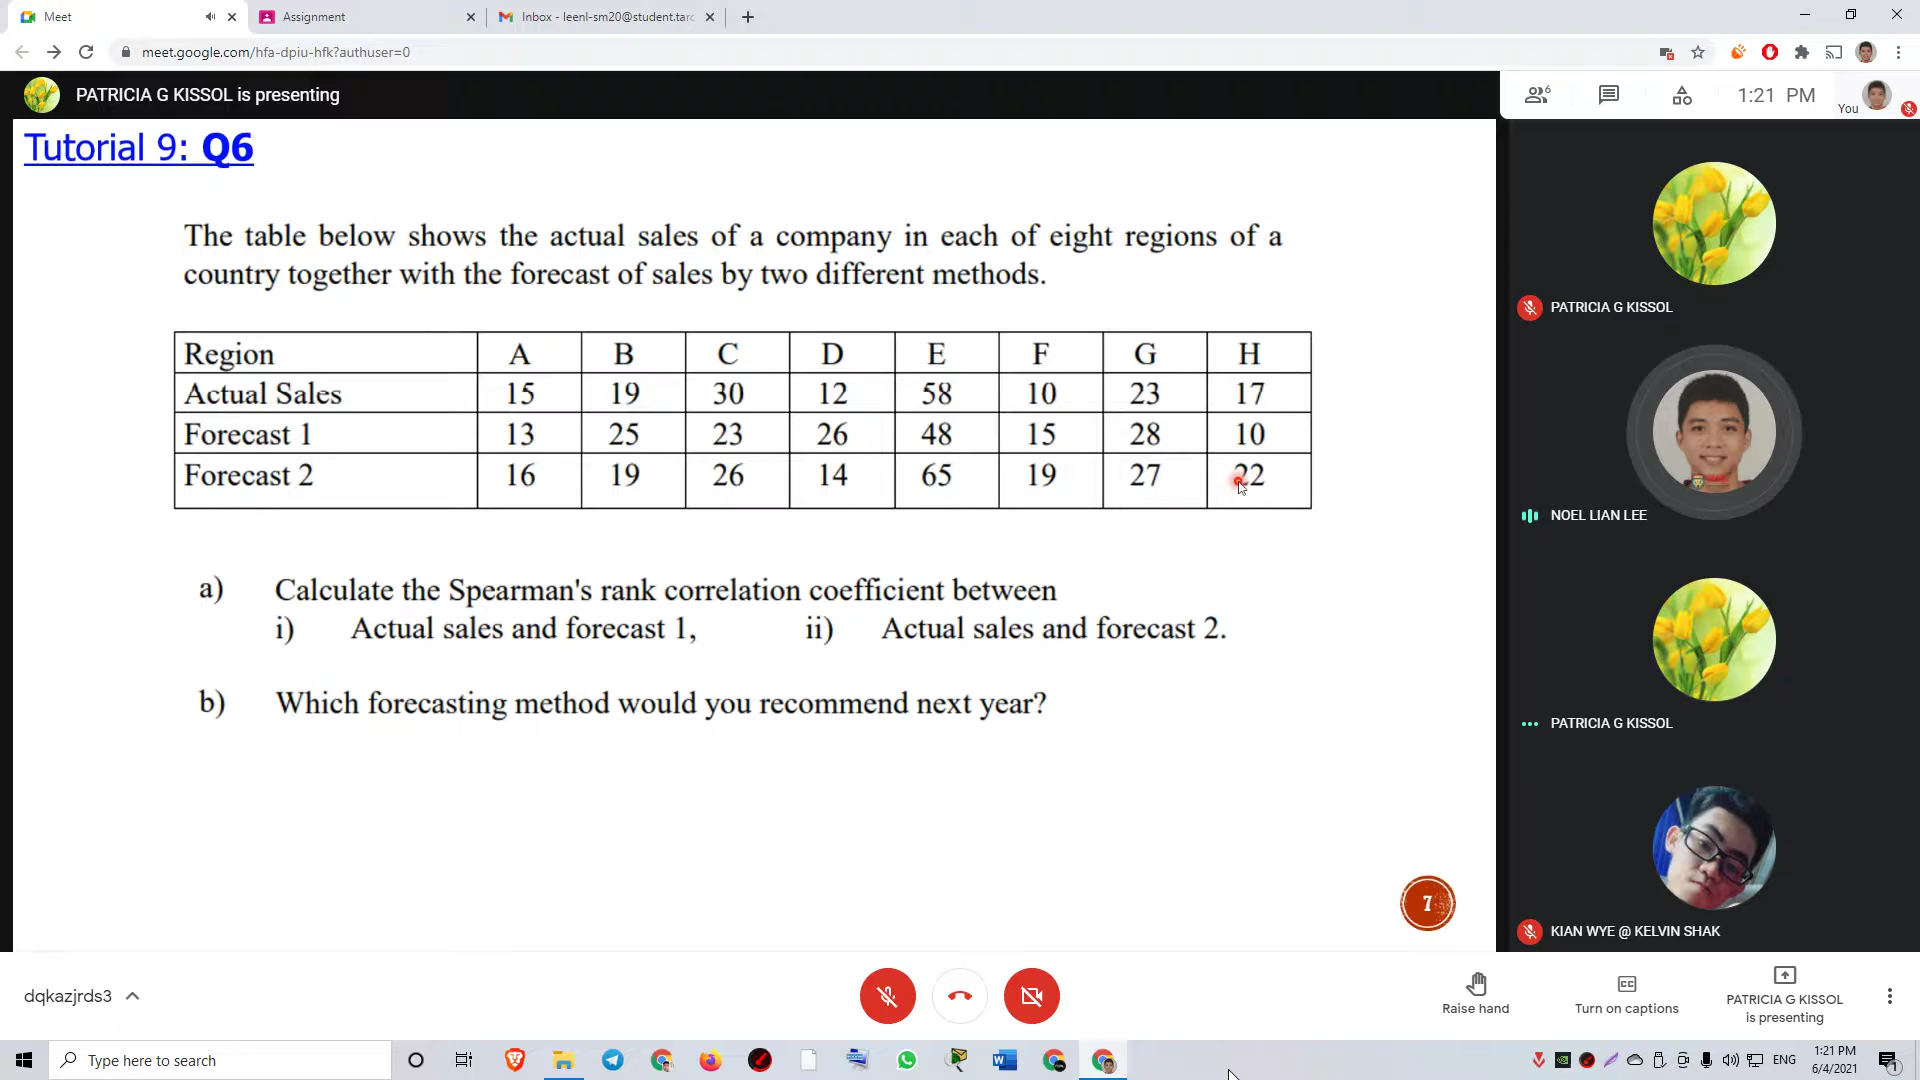 Meet
Assignment
Inbox - leenl-sm20@student.tarc
meet.google.com/hfa-dpiu-hfk?authuser=0
PATRICIA G KISSOL is presenting
6
1:21 PM
You
Tutorial 9: Q6
The table below shows the actual sales of a company in each of eight regions of a
country together with the forecast of sales by two different methods.
Region A B C D E F G H
Actual Sales 15 19 30 12 58 10 23 17
Forecast 1 13 25 23 26 48 15 28 10
Forecast 2 16 19 26 14 65 19 27 22
a) Calculate the Spearman's rank correlation coefficient between
i) Actual sales and forecast 1, ii) Actual sales and forecast 2.
b) Which forecasting method would you recommend next year?
7
PATRICIA G KISSOL
NOEL LIAN LEE
PATRICIA G KISSOL
KIAN WYE @ KELVIN SHAK
dqkazjrds3
Raise hand
Turn on captions
PATRICIA G KISSOL
is presenting
Type here to search
ENG
1:21 PM
6/4/2021
1